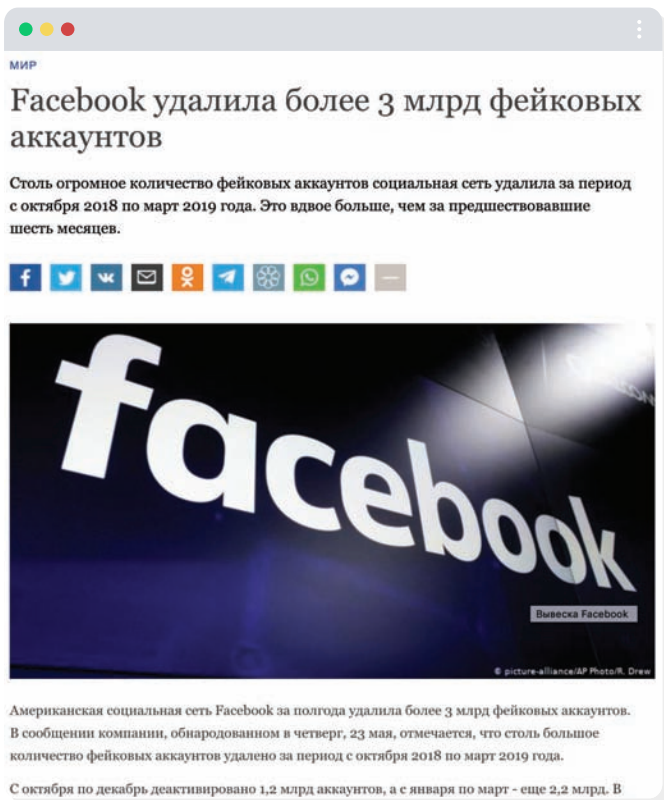 МИР
Facebook удалила более 3 млрд фейковых
аккаунтов
Столь огромное количество фейковых аккаунтов социальная сеть удалила за период
с октября 2018 по март 2019 года. Это вдвое больше, чем за предшествовавшие
шесть месяцев.
facebook
Вывеска Facebook
© picture-alliance/AP Photo/R. Drew
Американская социальная сеть Facebook за полгода удалила более 3 млрд фейковых аккаунтов.
В сообщении компании, обнародованном в четверг, 23 мая, отмечается, что столь большое
количество фейковых аккаунтов удалено за период с октября 2018 по март 2019 года.
С октября по декабрь деактивировано 1,2 млрд аккаунтов, а с января по март - еще 2,2 млрд. В